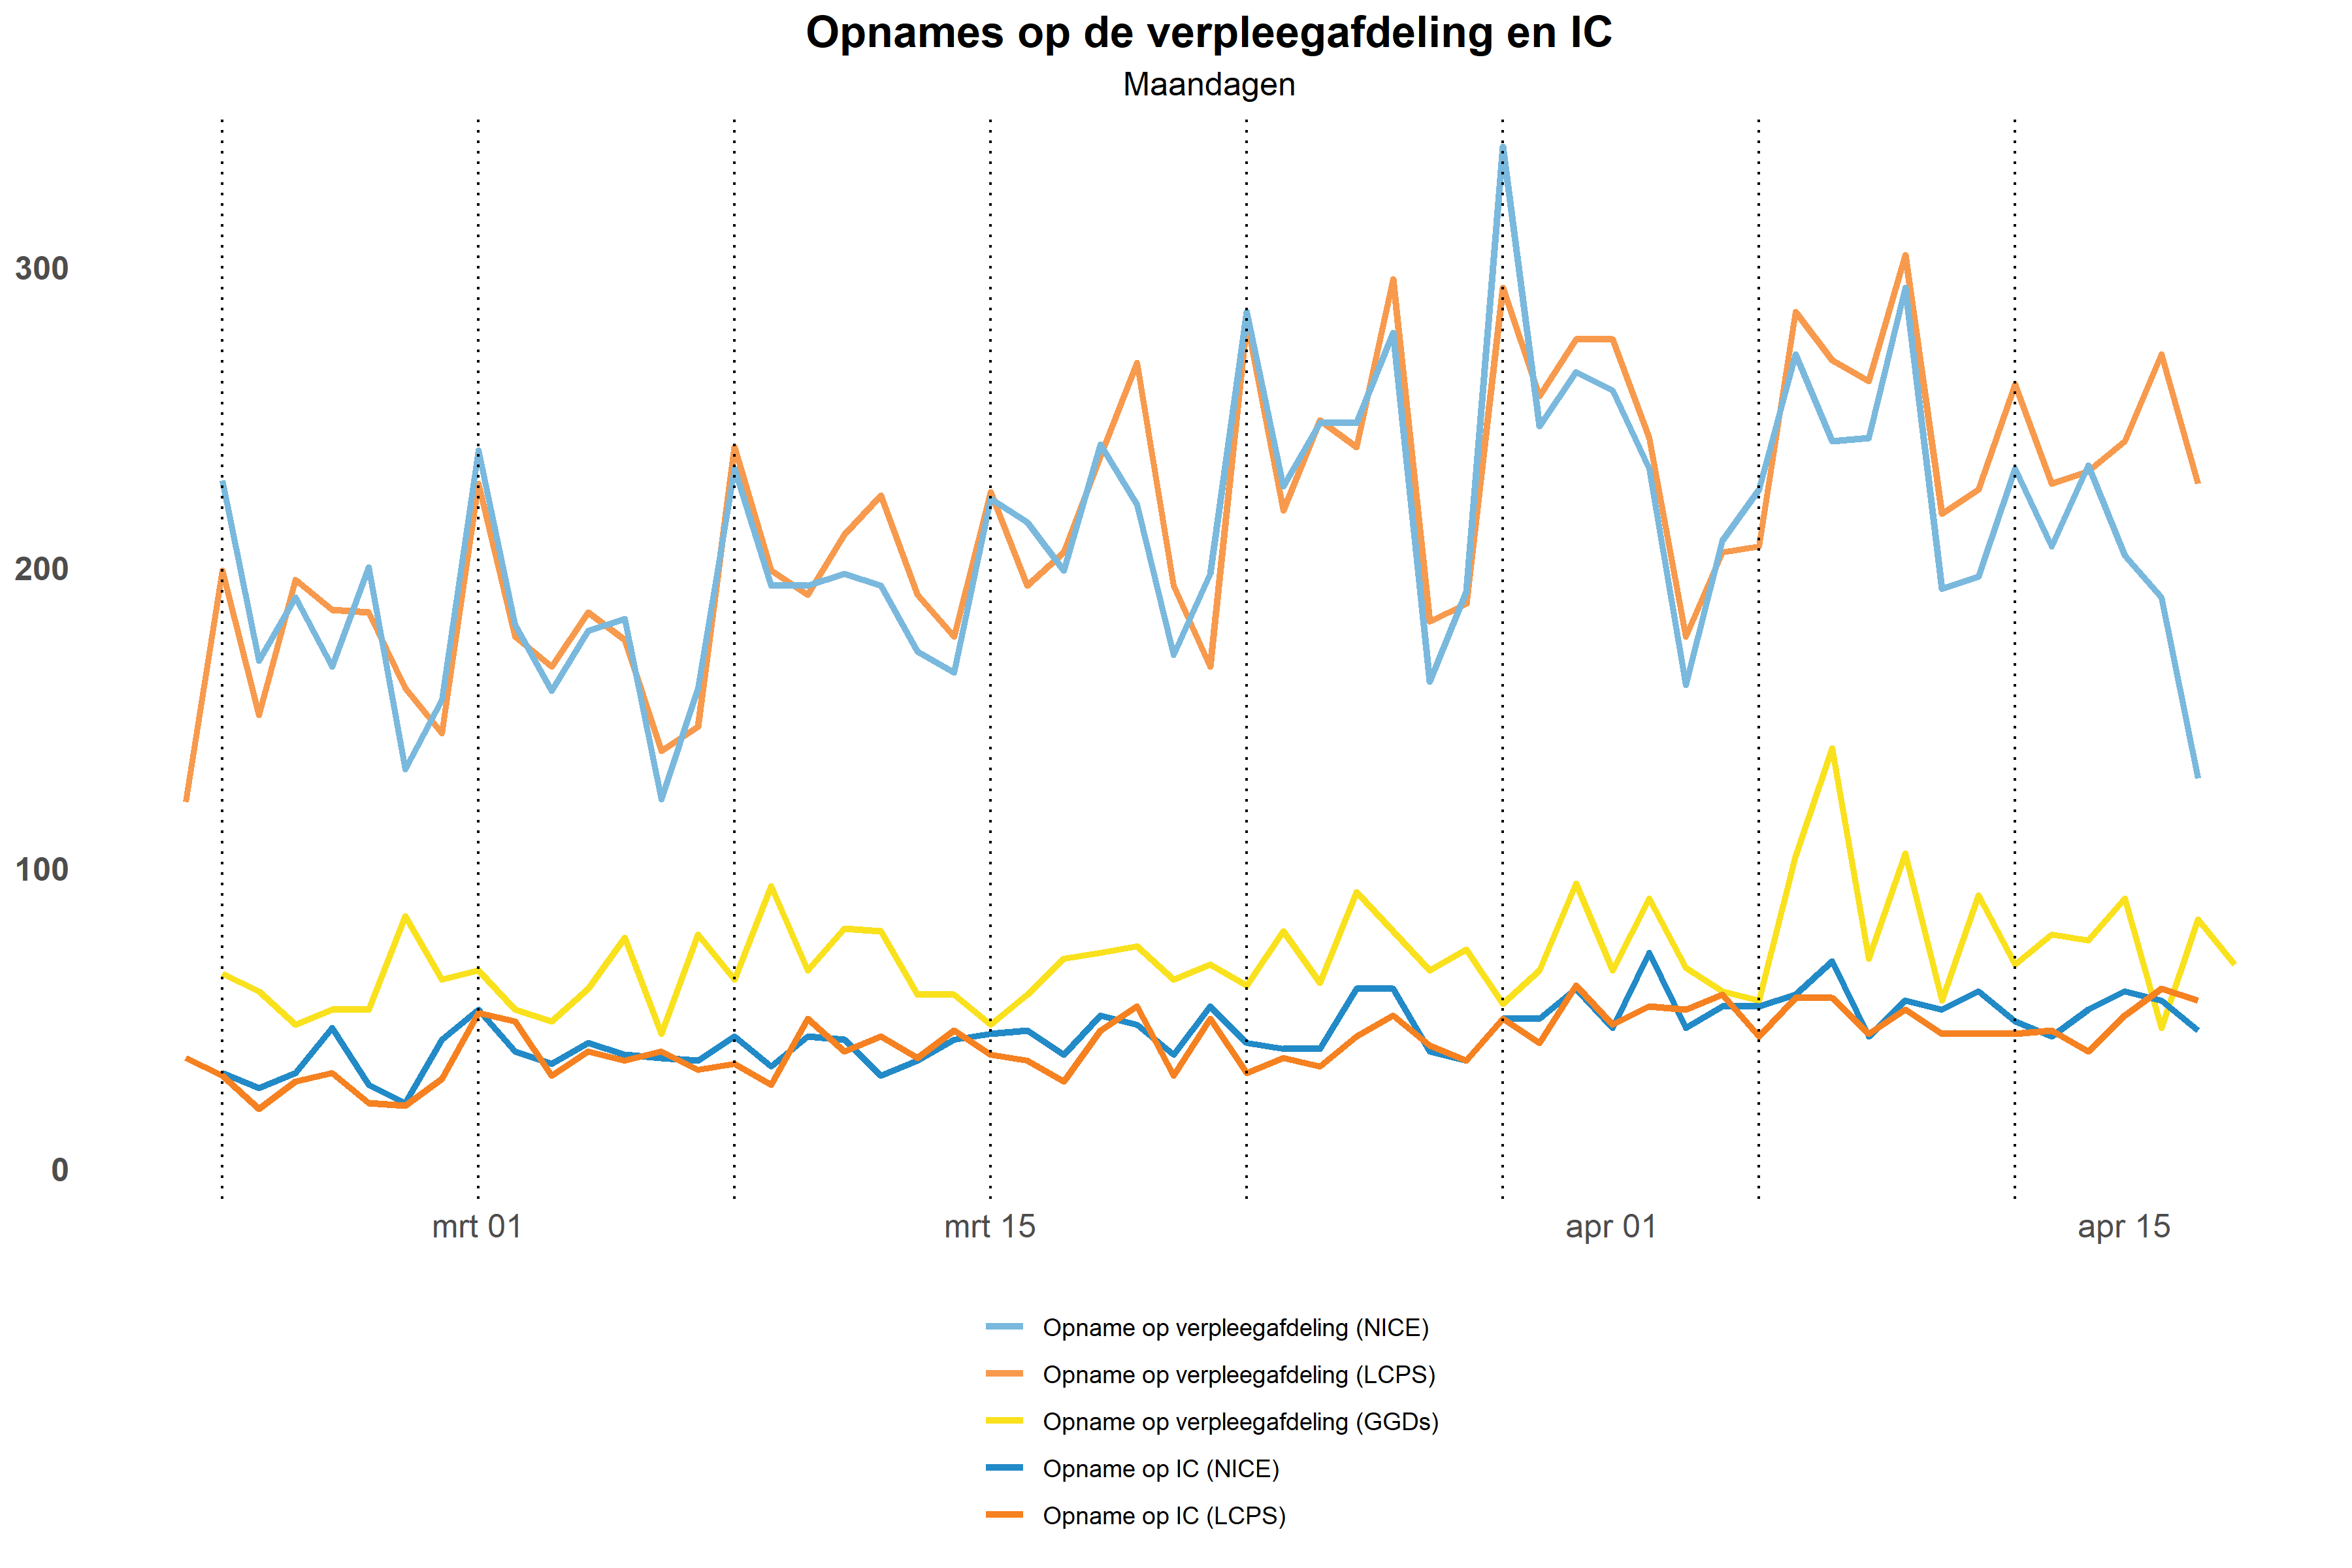 Opnames op de verpleegafdeling en IC
Maandagen
300
200
100
0
mrt 01
mrt 15
apr 01
apr 15
Opname op verpleegafdeling (NICE)
Opname op verpleegafdeling (LCPS)
Opname op verpleegafdeling (GGDs)
Opname op IC (NICE)
Opname op IC (LCPS)